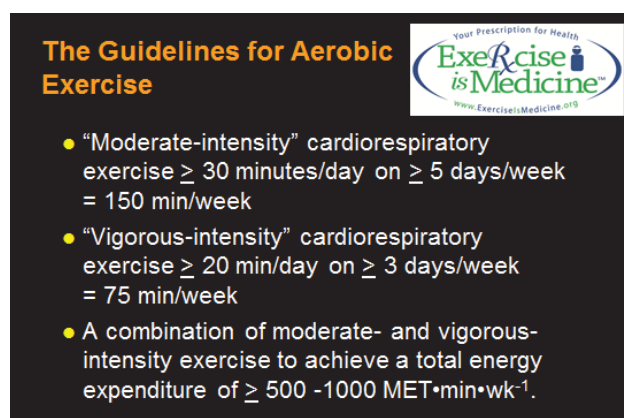 The Guidelines for Aerobic
Exercise
Your Prescription for Health
ExeRcise
is Medicine™
www.ExerciseIsMedicine.org
● “Moderate-intensity” cardiorespiratory
exercise ≥ 30 minutes/day on ≥ 5 days/week
= 150 min/week
● “Vigorous-intensity” cardiorespiratory
exercise ≥ 20 min/day on ≥ 3 days/week
= 75 min/week
● A combination of moderate- and vigorous-
intensity exercise to achieve a total energy
expenditure of ≥ 500 -1000 MET•min•wk⁻¹.